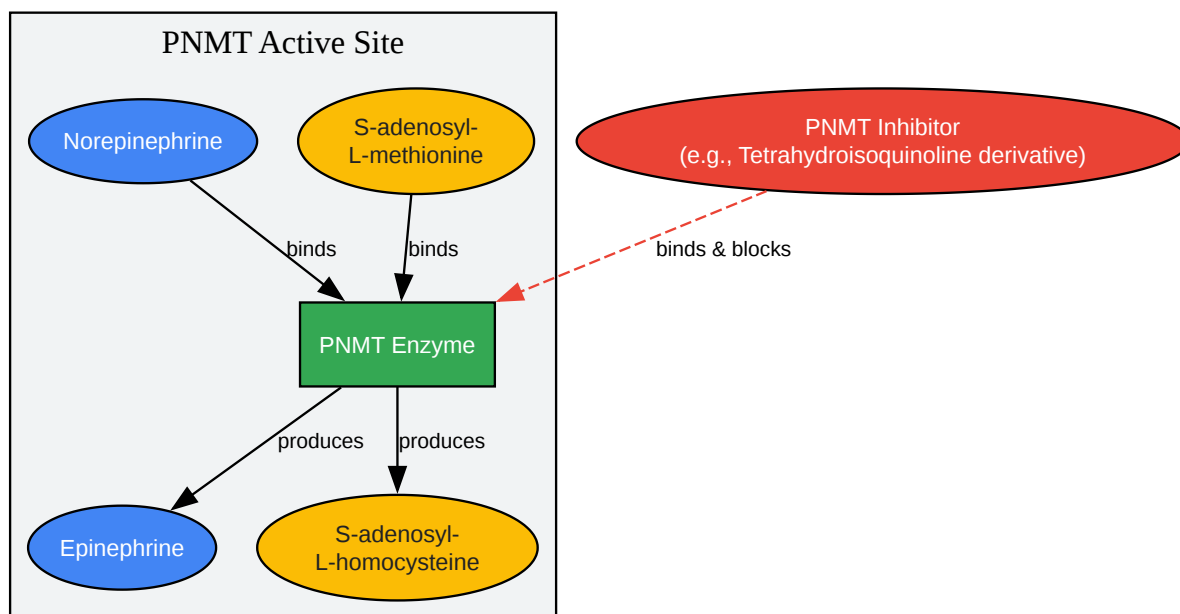 PNMT Active Site
Norepinephrine
S-adenosyl-
L-methionine
PNMT Inhibitor
(e.g., Tetrahydroisoquinoline derivative)
binds
binds
binds & blocks
PNMT Enzyme
produces
produces
Epinephrine
S-adenosyl-
L-homocysteine